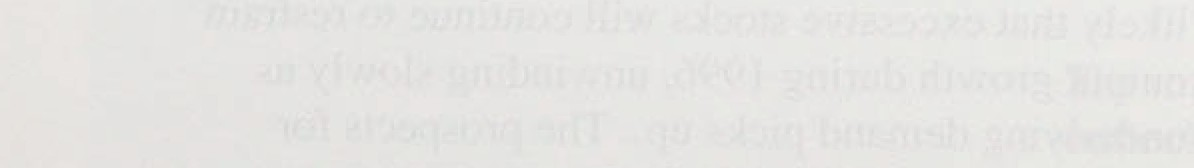 likely that excessive stocks will continue to restrain
output growth during 1996, unwinding slowly as
underlying demand picks up. The prospects for